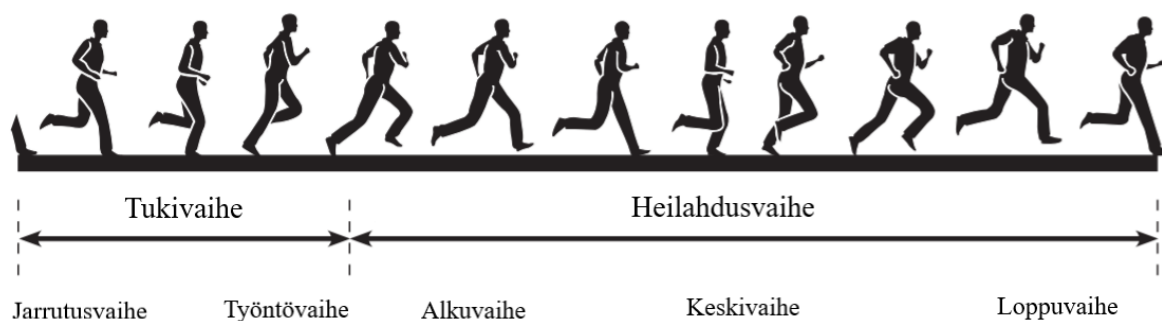 Tukivaihe Heilahdusvaihe
Jarrutusvaihe Työntövaihe Alkuvaihe Keskivaihe Loppuvaihe